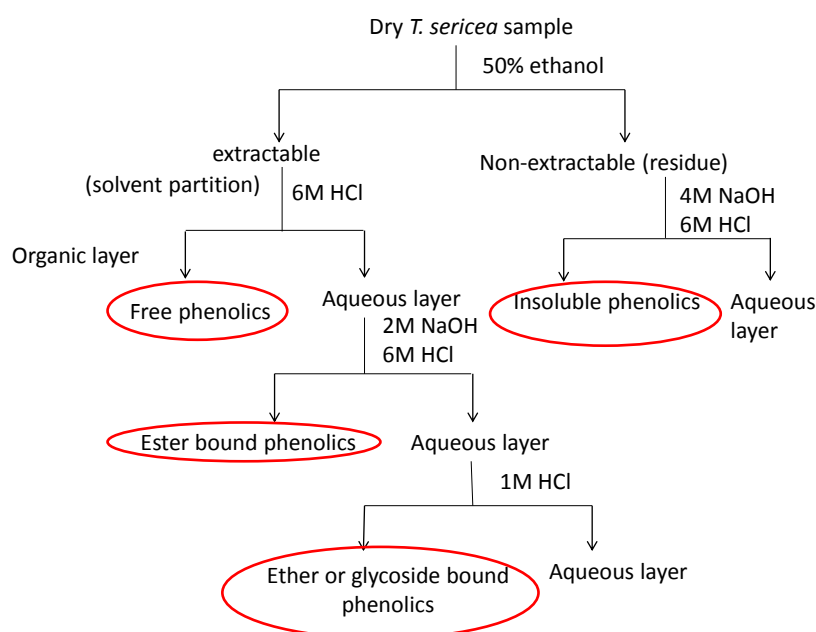 Dry T. sericea sample
50% ethanol
extractable
(solvent partition)
Non-extractable (residue)
6M HCl
4M NaOH
6M HCl
Organic layer
Free phenolics
Aqueous layer
2M NaOH
6M HCl
Insoluble phenolics
Aqueous
layer
Ester bound phenolics
Aqueous layer
1M HCl
Ether or glycoside bound
phenolics
Aqueous layer